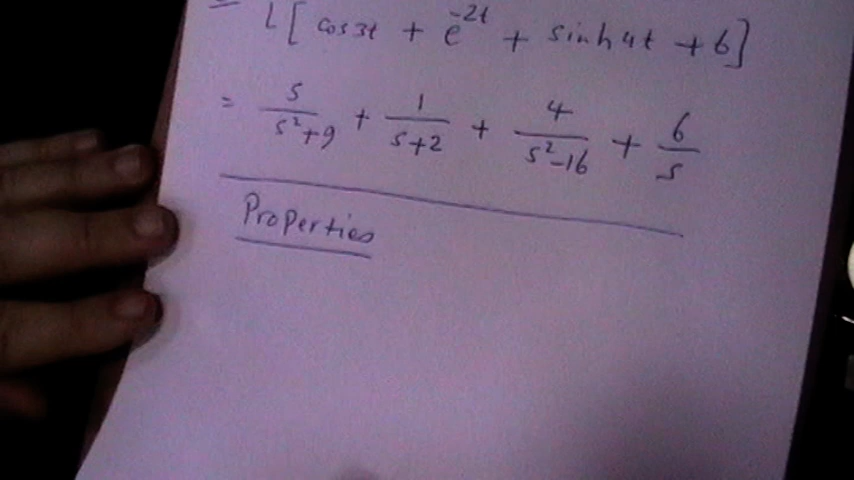 = L[ cos3t + e^-2t + sinh4t + 6]
= s/(s²+9) + 1/(s+2) + 4/(s²-16) + 6/s
Properties